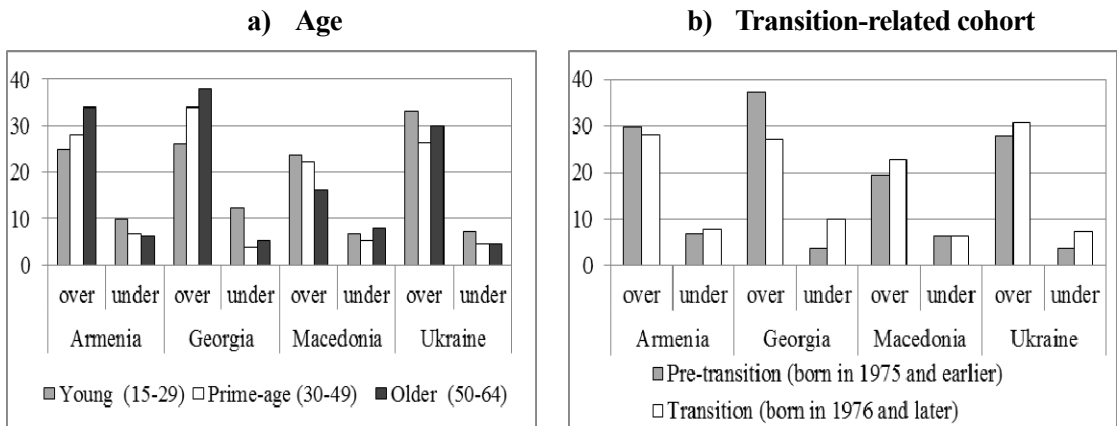 a) Age
40
30
20
10
0
over under over under over under over under
Armenia Georgia Macedonia Ukraine
Young (15-29) Prime-age (30-49) Older (50-64)
b) Transition-related cohort
40
30
20
10
0
over under over under over under over under
Armenia Georgia Macedonia Ukraine
Pre-transition (born in 1975 and earlier)
Transition (born in 1976 and later)